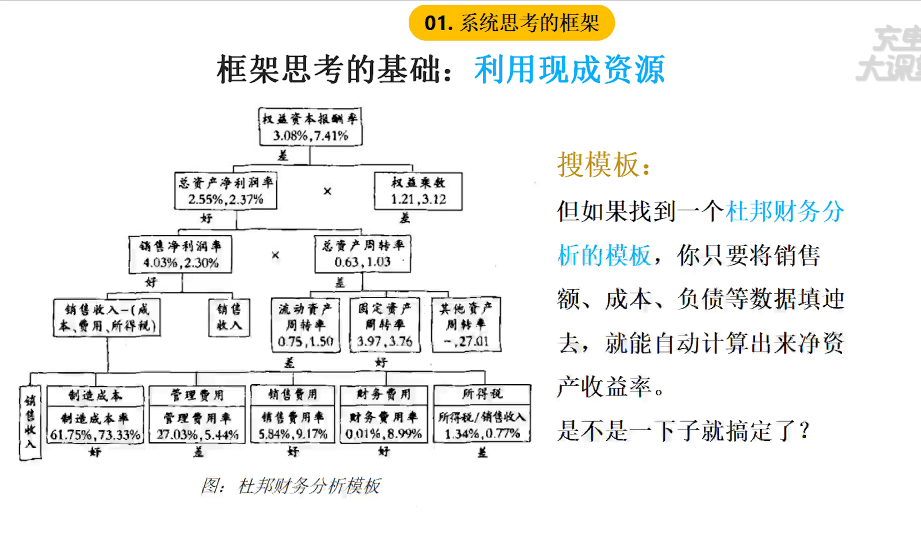 01. 系统思考的框架
充电
大课
框架思考的基础：利用现成资源
权益资本报酬率
3.08%,7.41%
差
总资产净利润率
2.55%,2.37%
好
×
权益乘数
1.21,3.12
差
销售净利润率
4.03%,2.30%
好
×
总资产周转率
0.63,1.03
差
销售收入-(成
本、费用、所得税)
销售
收入
流动资产
周转率
0.75,1.50
差
固定资产
周转率
3.97,3.76
好
其他资产
周转率
-,27.01
销售收入
制造成本
制造成本率
61.75%,73.33%
好
管理费用
管理费用率
27.03%,5.44%
差
销售费用
销售费用率
5.84%,9.17%
好
财务费用
财务费用率
0.01%,8.99%
好
所得税
所得税/销售收入
1.34%,0.77%
差
图：杜邦财务分析模板
搜模板：
但如果找到一个杜邦财务分
析的模板，你只要将销售
额、成本、负债等数据填进
去，就能自动计算出来净资
产收益率。
是不是一下子就搞定了？